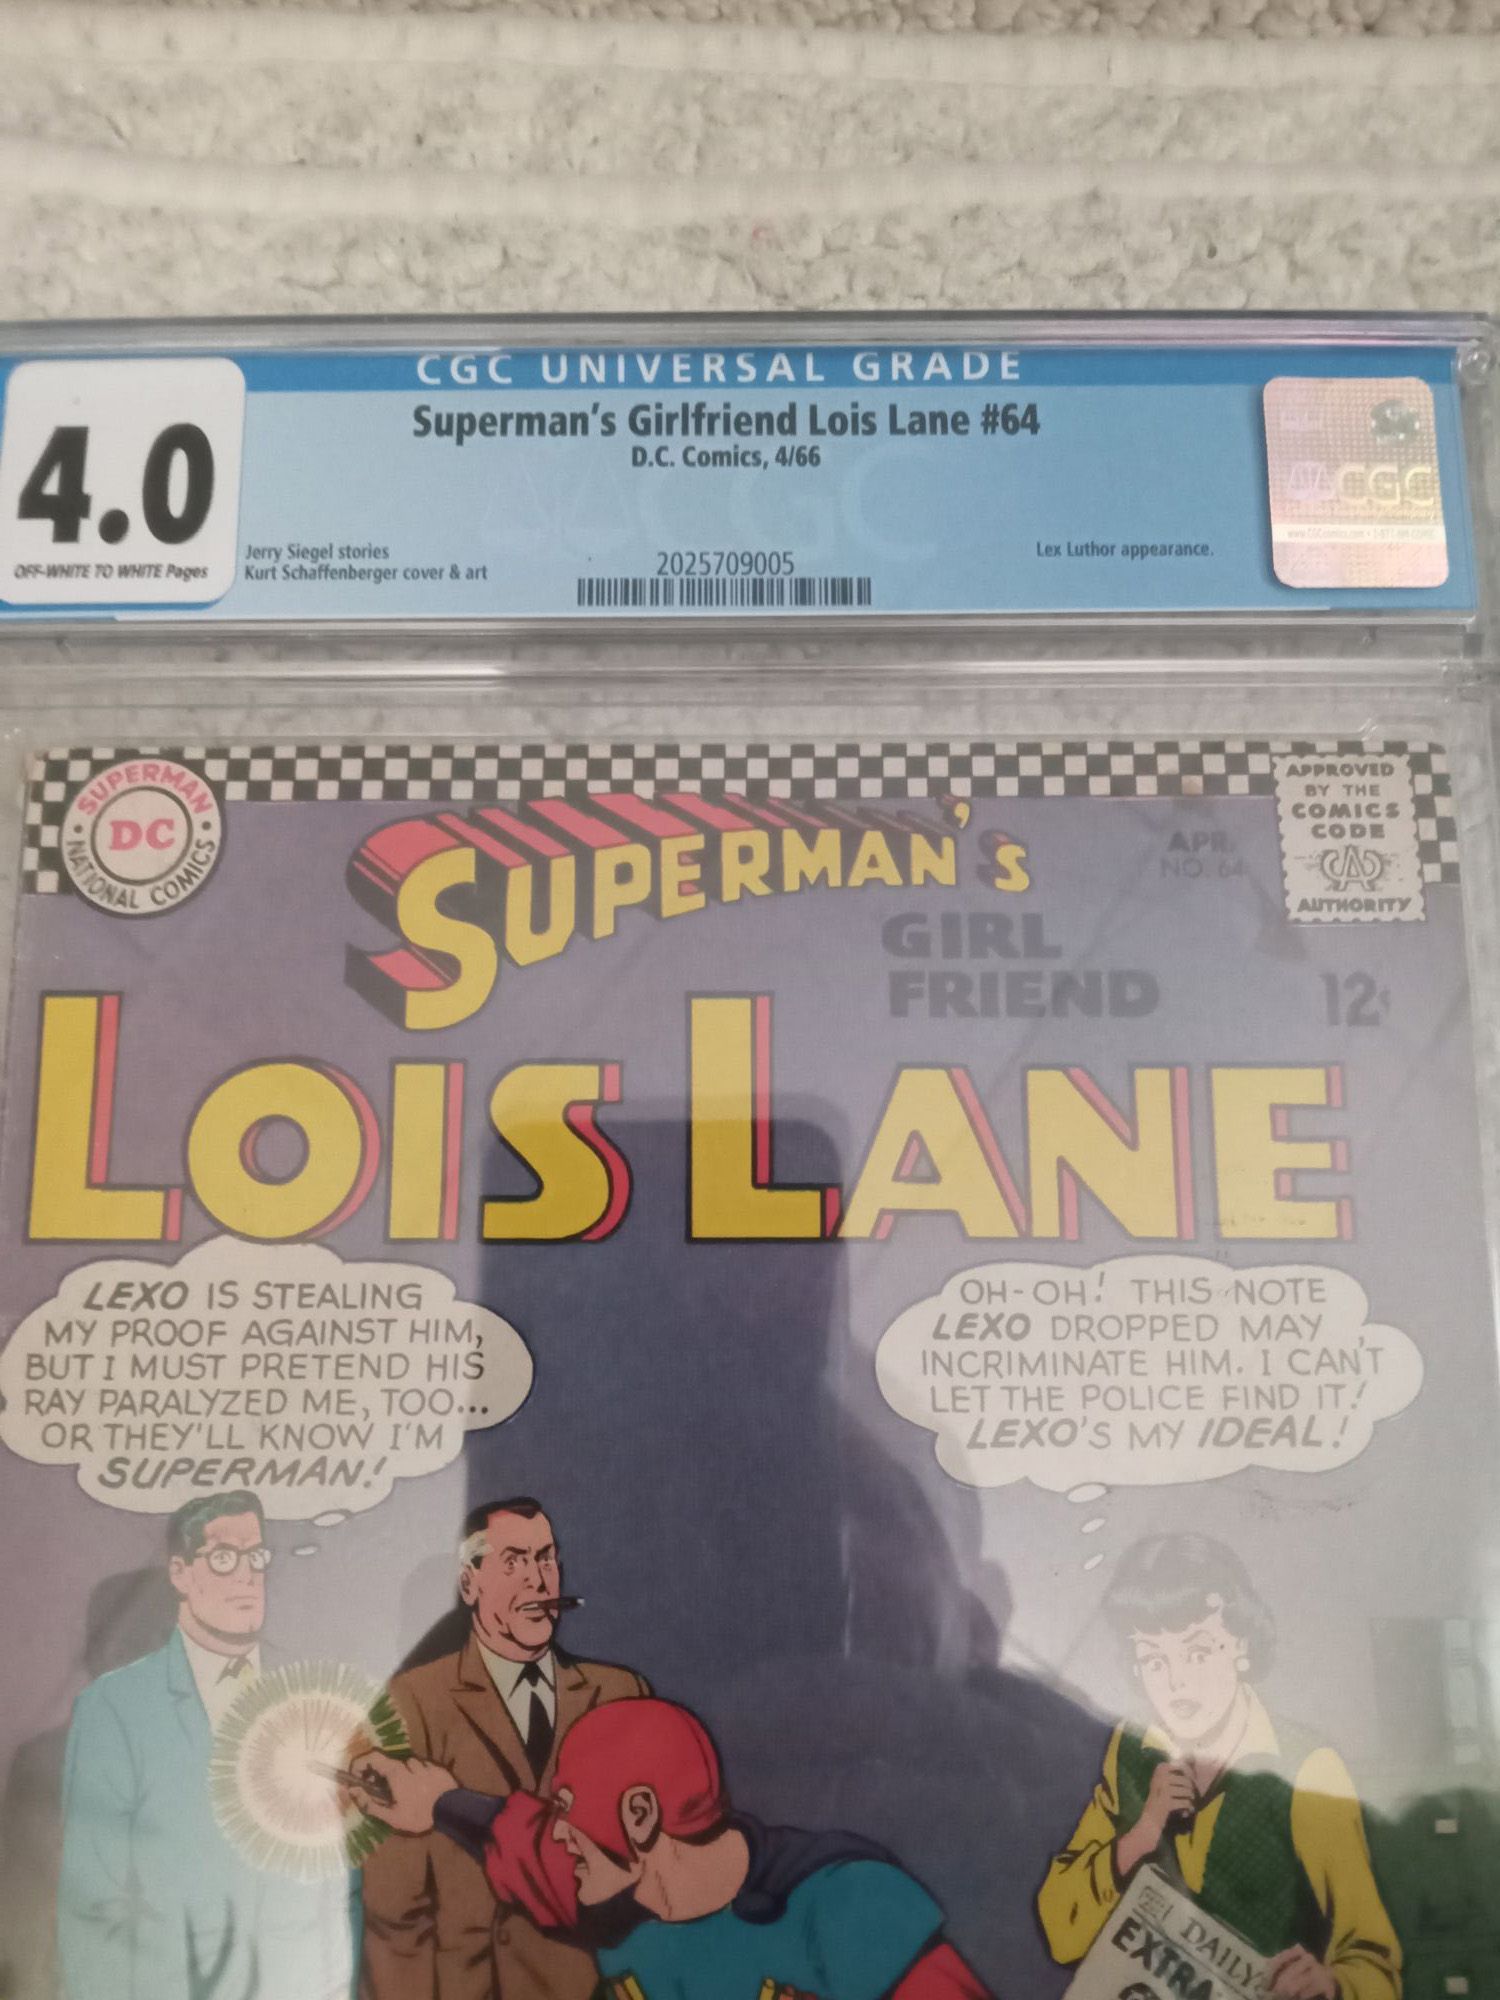 CGC UNIVERSAL GRADE
4.0
OFF-WHITE TO WHITE Pages
Superman's Girlfriend Lois Lane #64
D.C. Comics, 4/66
Jerry Siegel stories
Kurt Schaffenberger cover & art
2025709005
Lex Luthor appearance.
CGC
SUPERMAN
DC
NATIONAL COMICS
SUPERMAN's
GIRL
FRIEND
LOIS LANE
APR.
NO. 64
12¢
APPROVED
BY THE
COMICS
CODE
CA
AUTHORITY
LEXO IS STEALING
MY PROOF AGAINST HIM,
BUT I MUST PRETEND HIS
RAY PARALYZED ME, TOO...
OR THEY'LL KNOW I'M
SUPERMAN!
OH-OH! THIS NOTE
LEXO DROPPED MAY
INCRIMINATE HIM. I CAN'T
LET THE POLICE FIND IT!
LEXO'S MY IDEAL!
DAILY
EXTRA